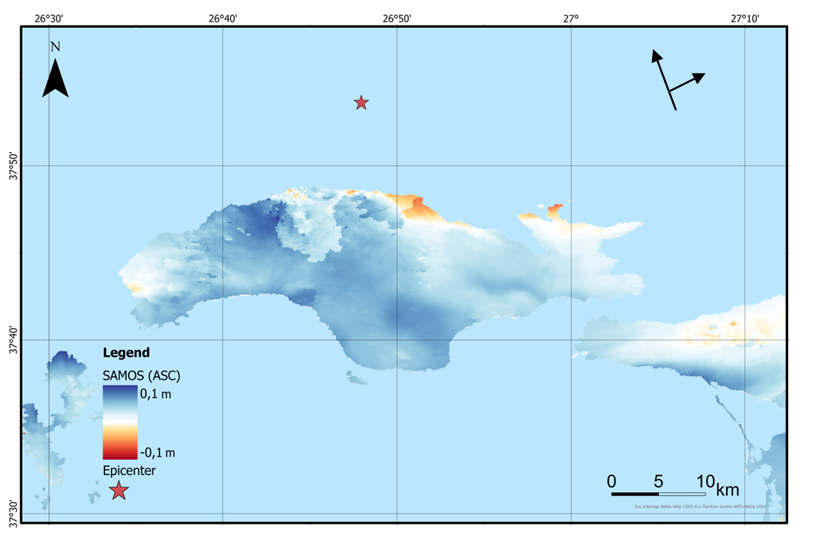 26°30' 26°40' 26°50' 27° 27°10'
N
37°50'
37°40'
Legend
SAMOS (ASC)
0,1 m
-0,1 m
Epicenter
0 5 10 km
37°30'